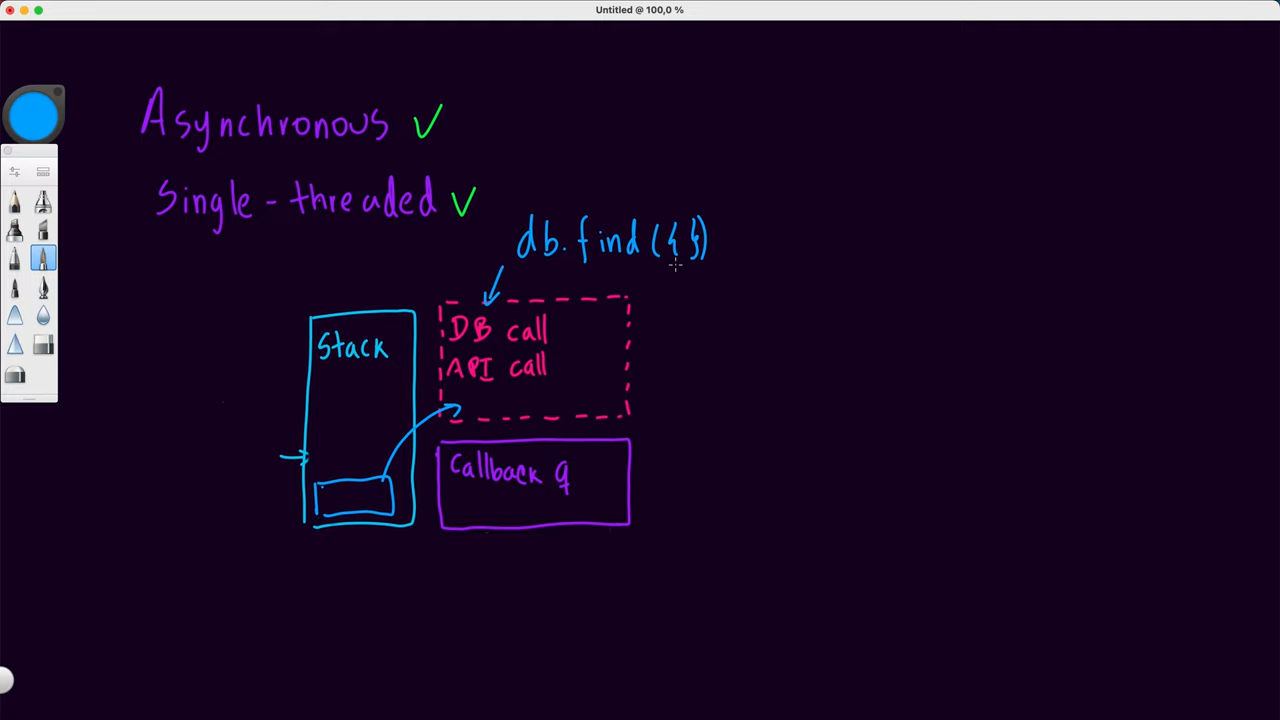 Untitled @ 100,0 %
Asynchronous ✓
Single-threaded ✓
db.find({})
Stack
DB call
API call
Callback q